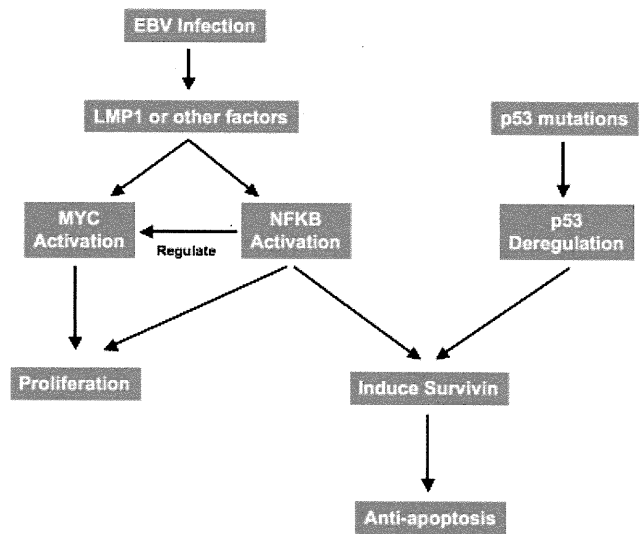 EBV Infection
LMP1 or other factors
p53 mutations
MYC
Activation
NFKB
Activation
Regulate
p53
Deregulation
Proliferation
Induce Survivin
Anti-apoptosis